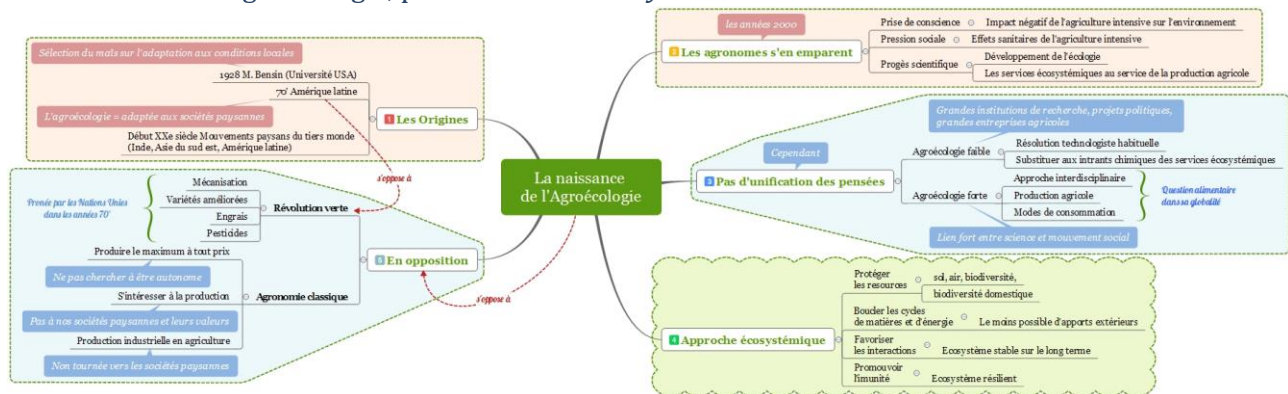 La naissance
de l'Agroécologie
1 Les Origines
Sélection du maïs sur l'adaptation aux conditions locales
1928 M. Bensin (Université USA)
70' Amérique latine
L'agroécologie = adaptée aux sociétés paysannes
Début XXe siècle Mouvements paysans du tiers monde
(Inde, Asie du sud est, Amérique latine)
s'oppose à
2 Les agronomes s'en emparent
les années 2000
Prise de conscience
Impact négatif de l'agriculture intensive sur l'environnement
Pression sociale
Effets sanitaires de l'agriculture intensive
Progès scientifique
Développement de l'écologie
Les services écosystémiques au service de la production agricole
3 Pas d'unification des pensées
Cependant
Grandes institutions de recherche, projets politiques,
grandes entreprises agricoles
Agroécologie faible
Résolution technologiste habituelle
Substituer aux intrants chimiques des services écosystémiques
Agroécologie forte
Approche interdisciplinaire
Production agricole
Modes de consommation
Question alimentaire
dans sa globalité
Lien fort entre science et mouvement social
4 Approche écosystémique
Protéger
les resources
sol, air, biodiversité,
biodiversité domestique
Bouder les cycles
de matières et d'énergie
Le moins possible d'apports extérieurs
Favoriser
les interactions
Ecosystème stable sur le long terme
Promouvoir
l'imunité
Ecosystème résilient
5 En opposition
s'oppose à
Révolution verte
Mécanisation
Variétés améliorées
Engrais
Pesticides
Pronée par les Nations Unies
dans les années 70'
Agronomie classique
Produire le maximum à tout prix
Ne pas chercher à être autonome
S'intéresser à la production
Pas à nos sociétés paysannes et leurs valeurs
Production industrielle en agriculture
Non tournée vers les sociétés paysannes